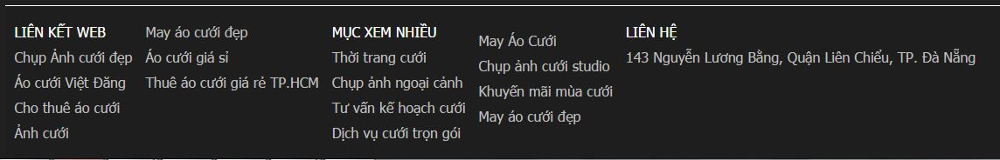 LIÊN KẾT WEB
Chụp Ảnh cưới đẹp
Áo cưới Việt Đăng
Cho thuê áo cưới
Ảnh cưới
May áo cưới đẹp
Áo cưới giá sỉ
Thuê áo cưới giá rẻ TP.HCM
MỤC XEM NHIỀU
Thời trang cưới
Chụp ảnh ngoại cảnh
Tư vấn kế hoạch cưới
Dịch vụ cưới trọn gói
May Áo Cưới
Chụp ảnh cưới studio
Khuyến mãi mùa cưới
May áo cưới đẹp
LIÊN HỆ
143 Nguyễn Lương Bằng, Quận Liên Chiểu, TP. Đà Nẵng